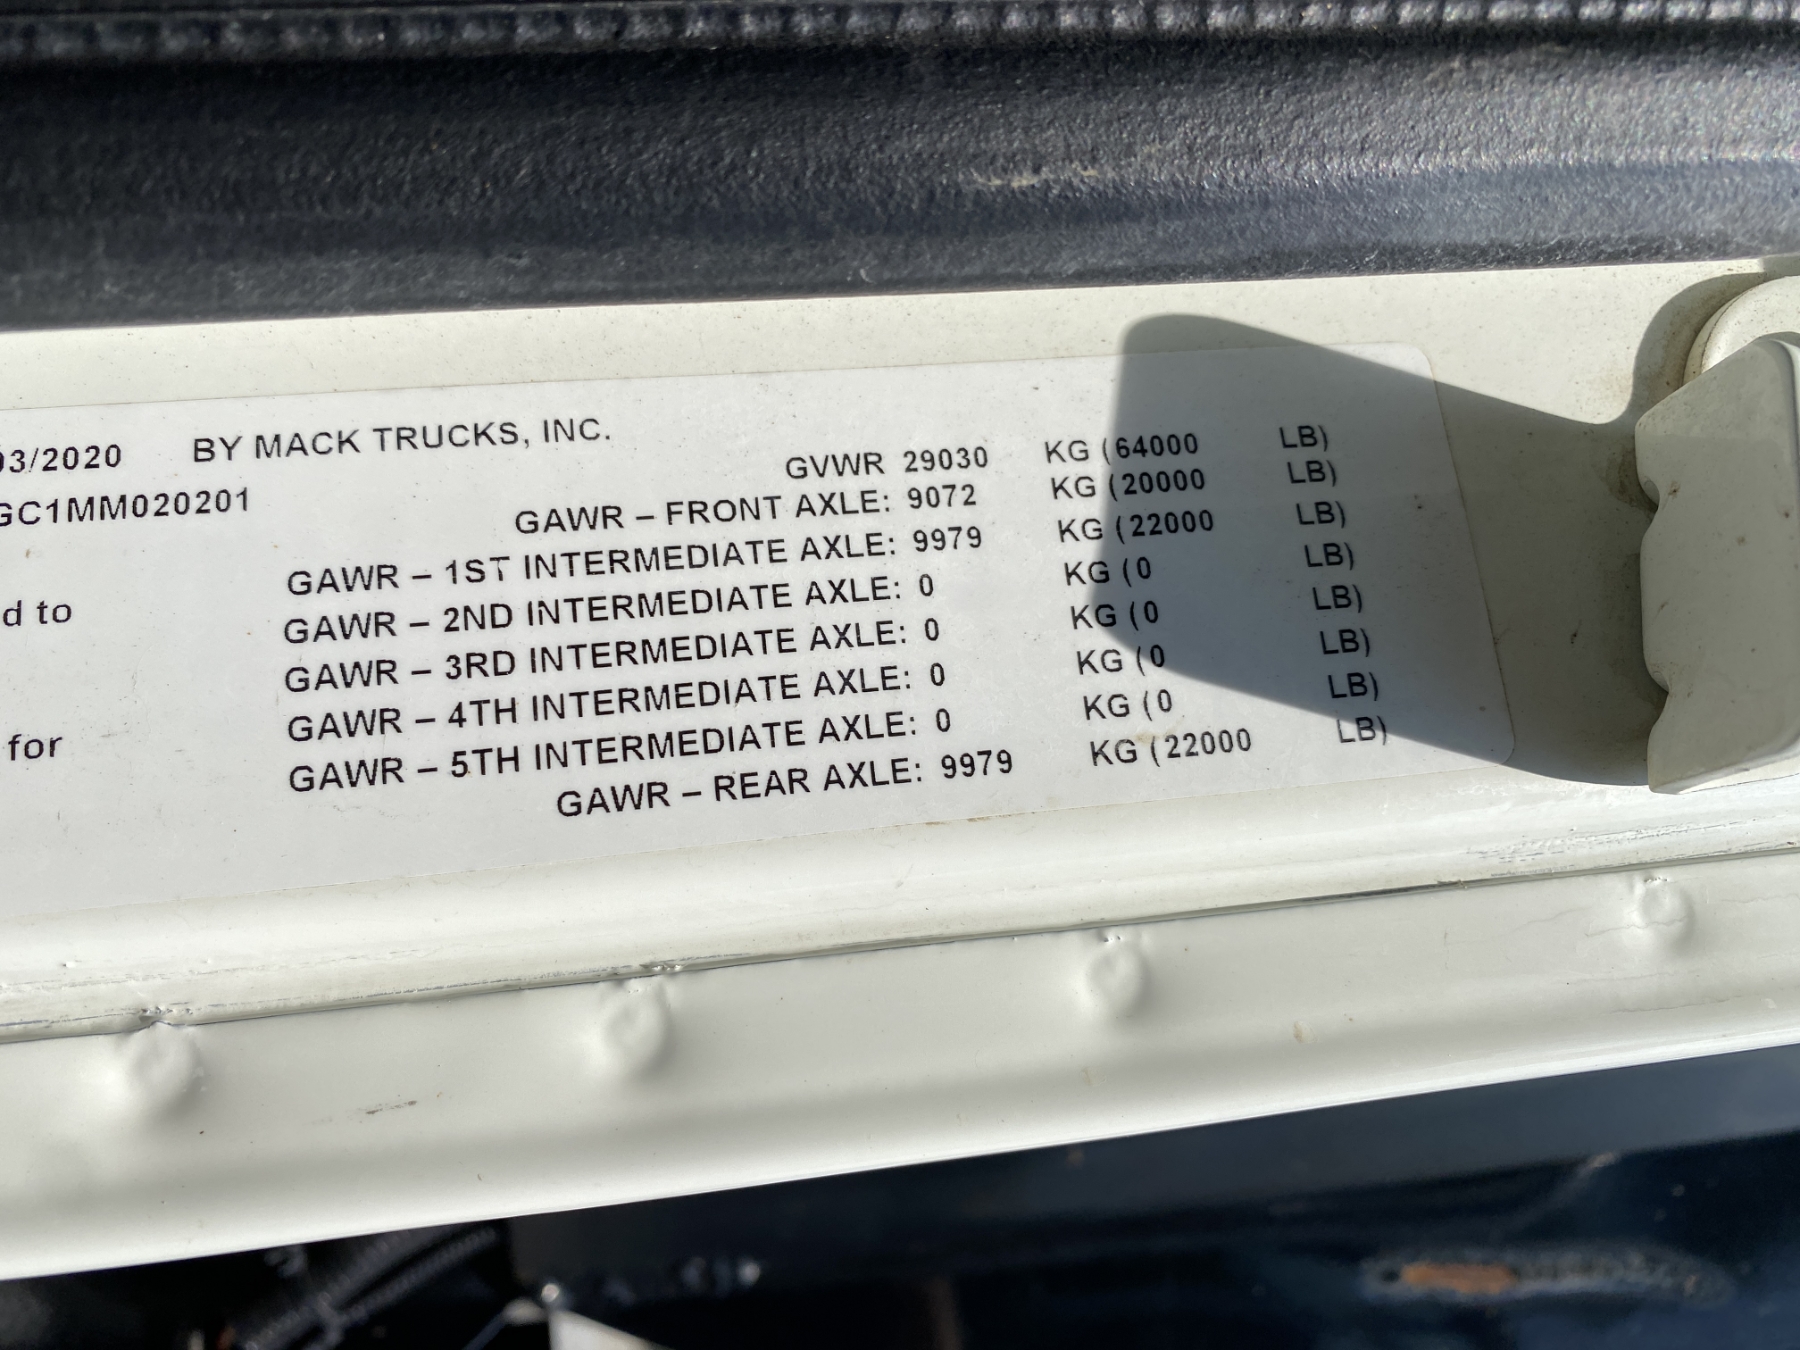 03/2020 BY MACK TRUCKS, INC.
GC1MM020201
d to
for
GVWR 29030 KG (64000 LB)
GAWR – FRONT AXLE: 9072 KG (20000 LB)
GAWR – 1ST INTERMEDIATE AXLE: 9979 KG (22000 LB)
GAWR – 2ND INTERMEDIATE AXLE: 0 KG (0 LB)
GAWR – 3RD INTERMEDIATE AXLE: 0 KG (0 LB)
GAWR – 4TH INTERMEDIATE AXLE: 0 KG (0 LB)
GAWR – 5TH INTERMEDIATE AXLE: 0 KG (0 LB)
GAWR – REAR AXLE: 9979 KG (22000 LB)